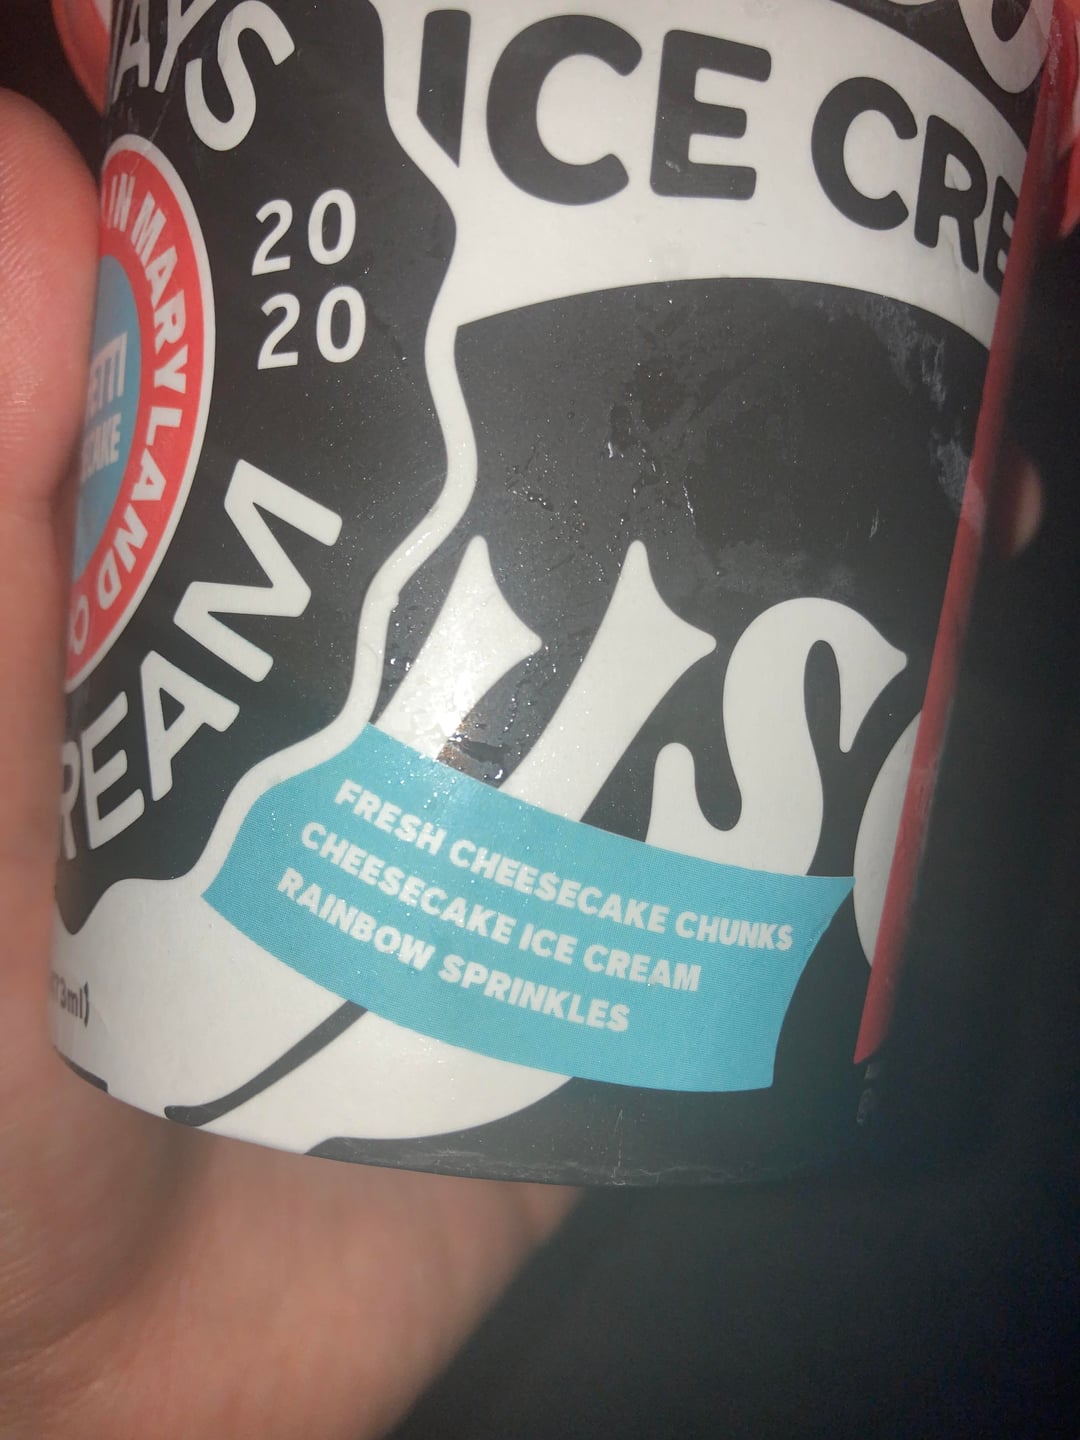 ICE CRE
20
20
IN MARYLAND
REAM
FRESH CHEESECAKE CHUNKS
CHEESECAKE ICE CREAM
RAINBOW SPRINKLES